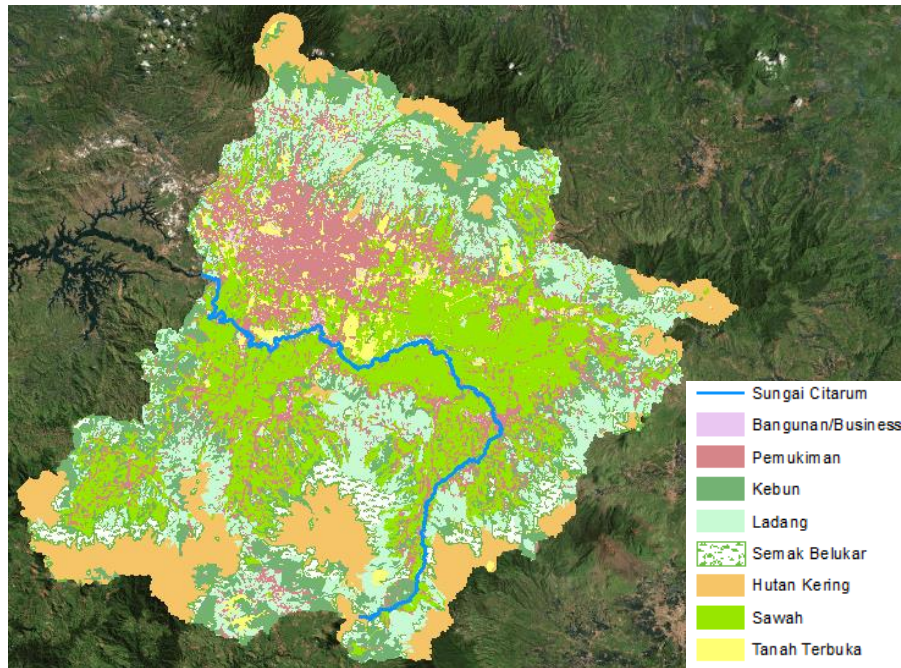 Sungai Citarum
Bangunan/Business
Pemukiman
Kebun
Ladang
Semak Belukar
Hutan Kering
Sawah
Tanah Terbuka